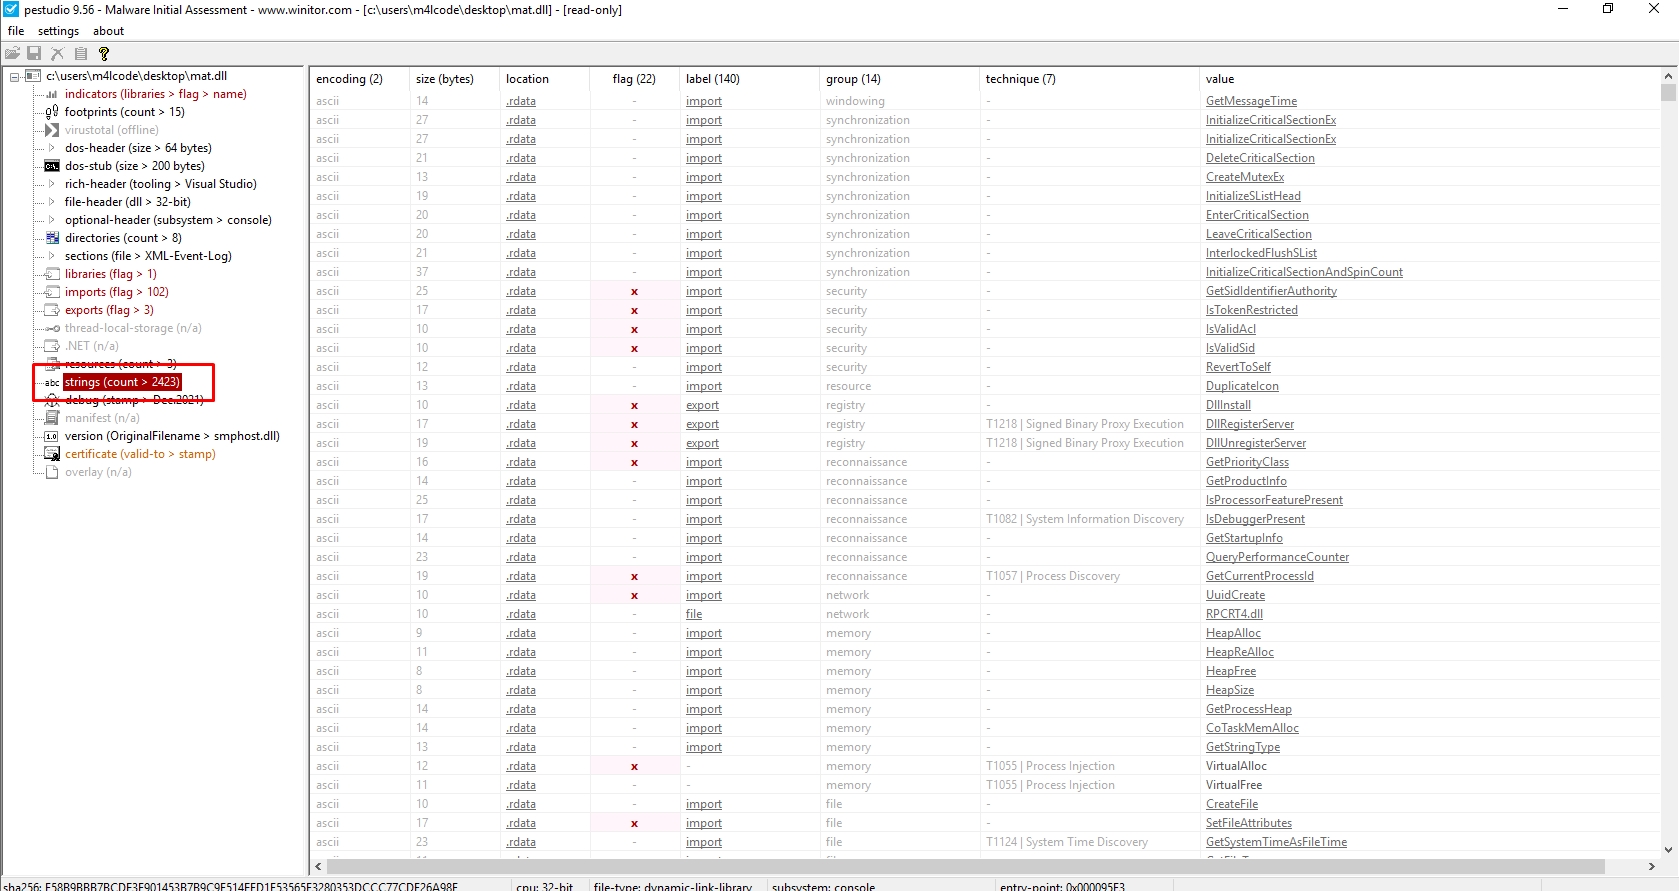 pestudio 9.56 - Malware Initial Assessment - www.winitor.com - [c:\users\m4lcode\desktop\mat.dll] - [read-only]
file settings about
c:\users\m4lcode\desktop\mat.dll
indicators (libraries > flag > name)
footprints (count > 15)
virustotal (offline)
dos-header (size > 64 bytes)
dos-stub (size > 200 bytes)
rich-header (tooling > Visual Studio)
file-header (dll > 32-bit)
optional-header (subsystem > console)
directories (count > 8)
sections (file > XML-Event-Log)
libraries (flag > 1)
imports (flag > 102)
exports (flag > 3)
thread-local-storage (n/a)
.NET (n/a)
resources (count > 3)
abc strings (count > 2423)
debug (stamp > Dec.2021)
manifest (n/a)
1.0 version (OriginalFilename > smphost.dll)
certificate (valid-to > stamp)
overlay (n/a)
encoding (2) size (bytes) location flag (22) label (140) group (14) technique (7) value
ascii 14 .rdata - import windowing - GetMessageTime
ascii 27 .rdata - import synchronization - InitializeCriticalSectionEx
ascii 27 .rdata - import synchronization - InitializeCriticalSectionEx
ascii 21 .rdata - import synchronization - DeleteCriticalSection
ascii 13 .rdata - import synchronization - CreateMutexEx
ascii 19 .rdata - import synchronization - InitializeSListHead
ascii 20 .rdata - import synchronization - EnterCriticalSection
ascii 20 .rdata - import synchronization - LeaveCriticalSection
ascii 21 .rdata - import synchronization - InterlockedFlushSList
ascii 37 .rdata - import synchronization - InitializeCriticalSectionAndSpinCount
ascii 25 .rdata x import security - GetSidIdentifierAuthority
ascii 17 .rdata x import security - IsTokenRestricted
ascii 10 .rdata x import security - IsValidAcl
ascii 10 .rdata x import security - IsValidSid
ascii 12 .rdata - import security - RevertToSelf
ascii 13 .rdata - import resource - DuplicateIcon
ascii 10 .rdata x export registry - DllInstall
ascii 17 .rdata x export registry T1218 | Signed Binary Proxy Execution DllRegisterServer
ascii 19 .rdata x export registry T1218 | Signed Binary Proxy Execution DllUnregisterServer
ascii 16 .rdata x import reconnaissance - GetPriorityClass
ascii 14 .rdata - import reconnaissance - GetProductInfo
ascii 25 .rdata - import reconnaissance - IsProcessorFeaturePresent
ascii 17 .rdata - import reconnaissance T1082 | System Information Discovery IsDebuggerPresent
ascii 14 .rdata - import reconnaissance - GetStartupInfo
ascii 23 .rdata - import reconnaissance - QueryPerformanceCounter
ascii 19 .rdata x import reconnaissance T1057 | Process Discovery GetCurrentProcessId
ascii 10 .rdata x import network - UuidCreate
ascii 10 .rdata - file network - RPCRT4.dll
ascii 9 .rdata - import memory - HeapAlloc
ascii 11 .rdata - import memory - HeapReAlloc
ascii 8 .rdata - import memory - HeapFree
ascii 8 .rdata - import memory - HeapSize
ascii 14 .rdata - import memory - GetProcessHeap
ascii 14 .rdata - import memory - CoTaskMemAlloc
ascii 13 .rdata - import memory - GetStringType
ascii 12 .rdata x - memory T1055 | Process Injection VirtualAlloc
ascii 11 .rdata - - memory T1055 | Process Injection VirtualFree
ascii 10 .rdata - import file - CreateFile
ascii 17 .rdata x import file - SetFileAttributes
ascii 23 .rdata - import file T1124 | System Time Discovery GetSystemTimeAsFileTime
cpu: 32-bit file-type: dynamic-link-library subsystem: console entry-point: 0x000095F3